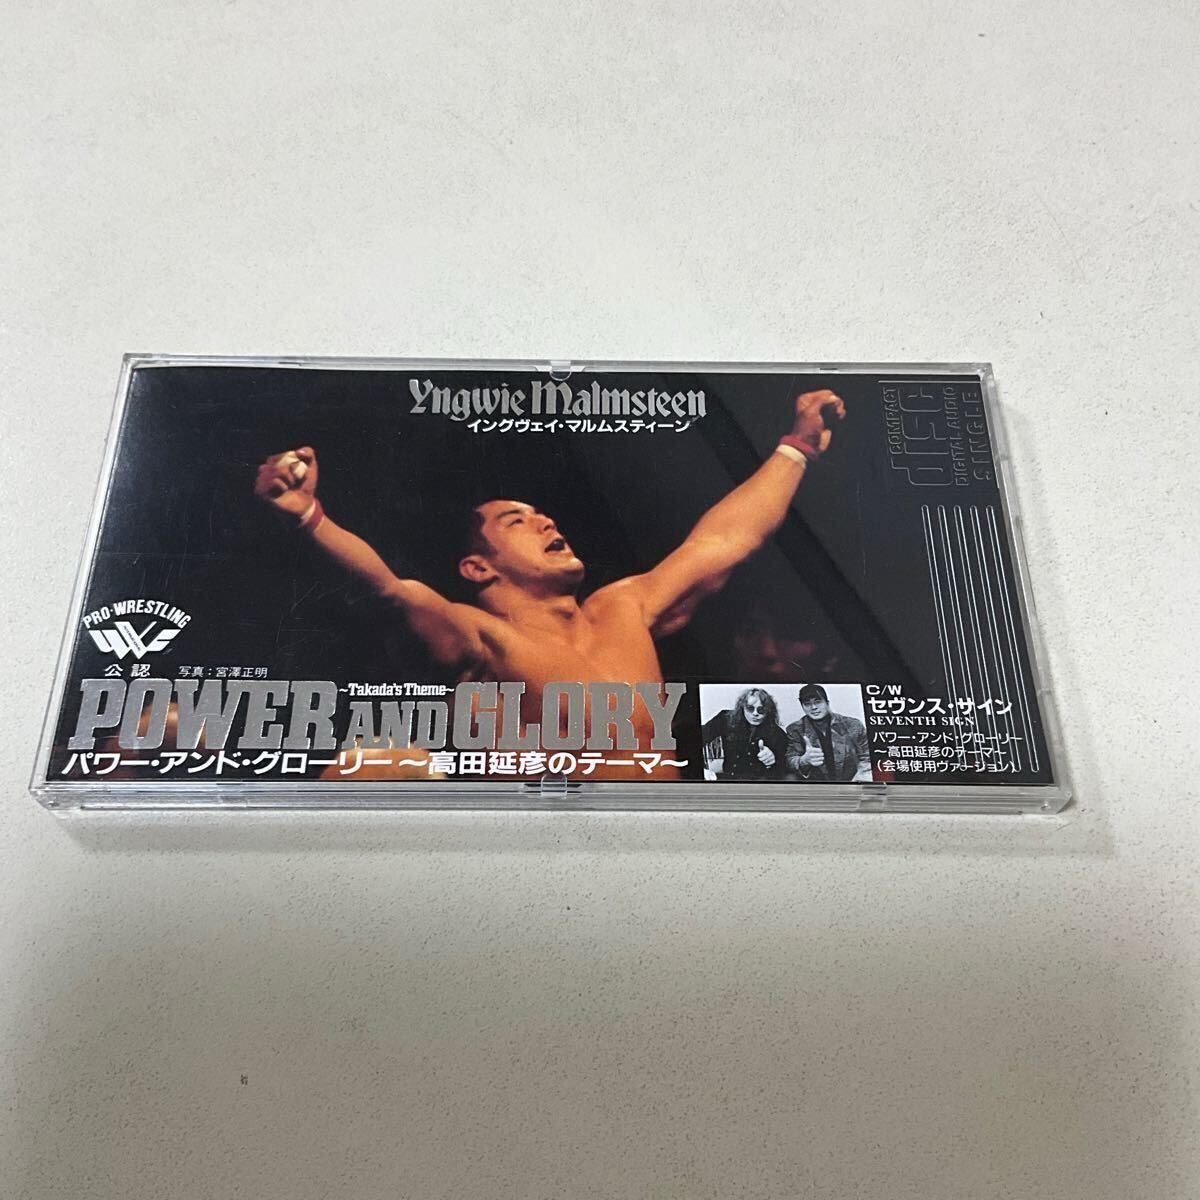 Yngwie Malmsteen
イングヴェイ・マルムスティーン
COMPACT
disc
DIGITAL AUDIO
SINGLE
PRO-WRESTLING
UWF
公認
写真：宮澤正明
POWER AND GLORY
~Takada's Theme~
パワー・アンド・グローリー ～高田延彦のテーマ～
C/W
セヴンス・サイン
SEVENTH SIGN
パワー・アンド・グローリー
～高田延彦のテーマ～
（会場使用ヴァージョン）